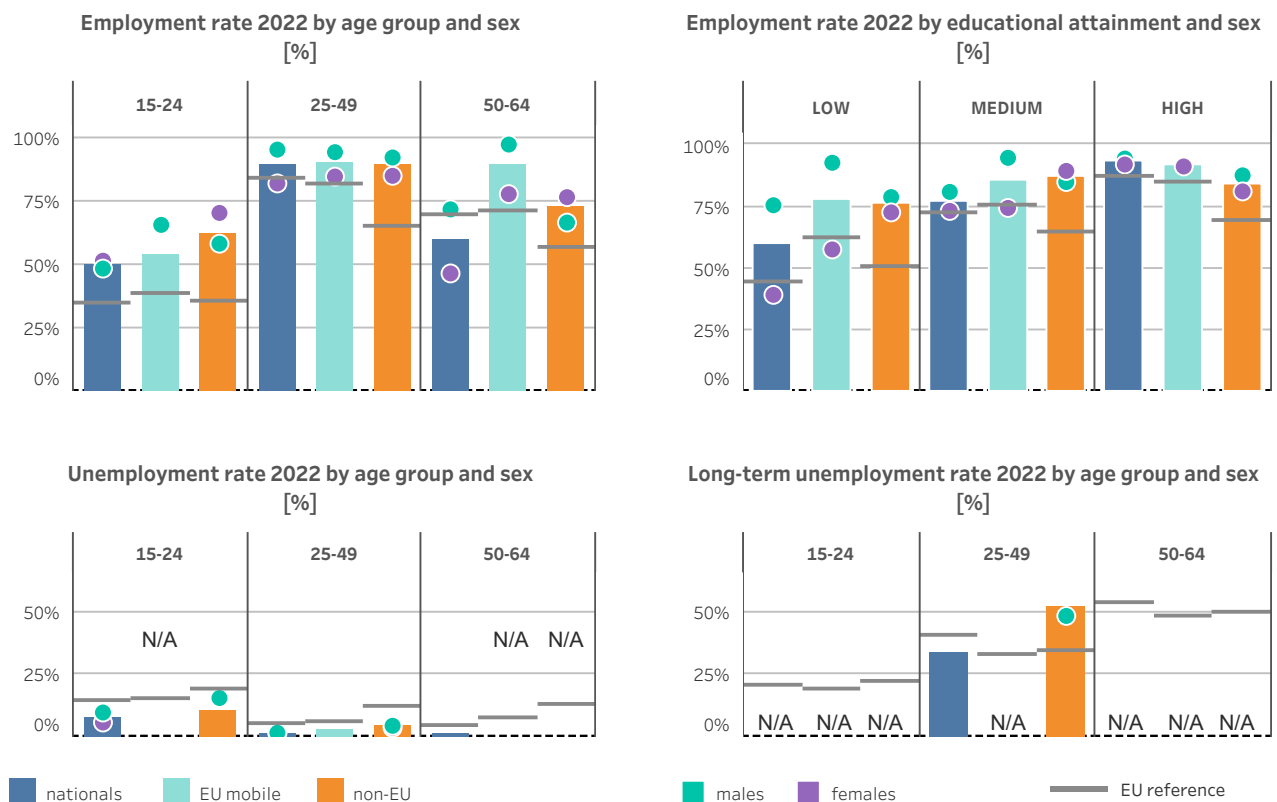 Employment rate 2022 by age group and sex
[%]
15-24
25-49
50-64
100%
75%
50%
25%
0%
Employment rate 2022 by educational attainment and sex
[%]
LOW
MEDIUM
HIGH
100%
75%
50%
25%
0%
Unemployment rate 2022 by age group and sex
[%]
15-24
25-49
50-64
50%
N/A
N/A
N/A
25%
0%
Long-term unemployment rate 2022 by age group and sex
[%]
15-24
25-49
50-64
50%
25%
0%
N/A
N/A
N/A
N/A
N/A
N/A
N/A
nationals
EU mobile
non-EU
males
females
EU reference